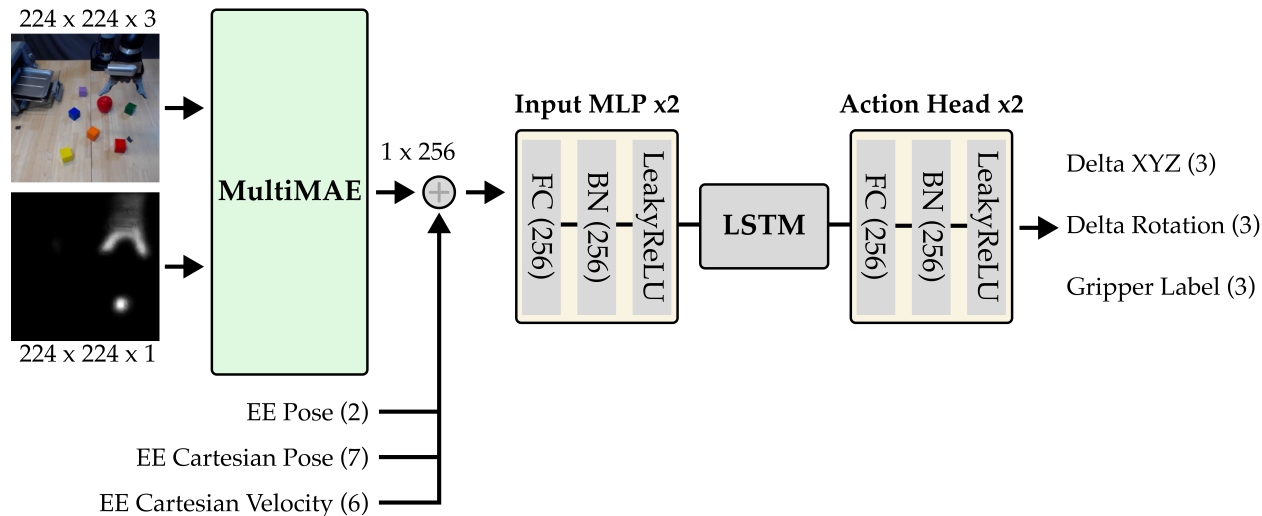 224 x 224 x 3
MultiMAE
224 x 224 x 1
1 x 256
Input MLP x2
FC (256)
BN (256)
LeakyReLU
LSTM
Action Head x2
FC (256)
BN (256)
LeakyReLU
Delta XYZ (3)
Delta Rotation (3)
Gripper Label (3)
EE Pose (2)
EE Cartesian Pose (7)
EE Cartesian Velocity (6)